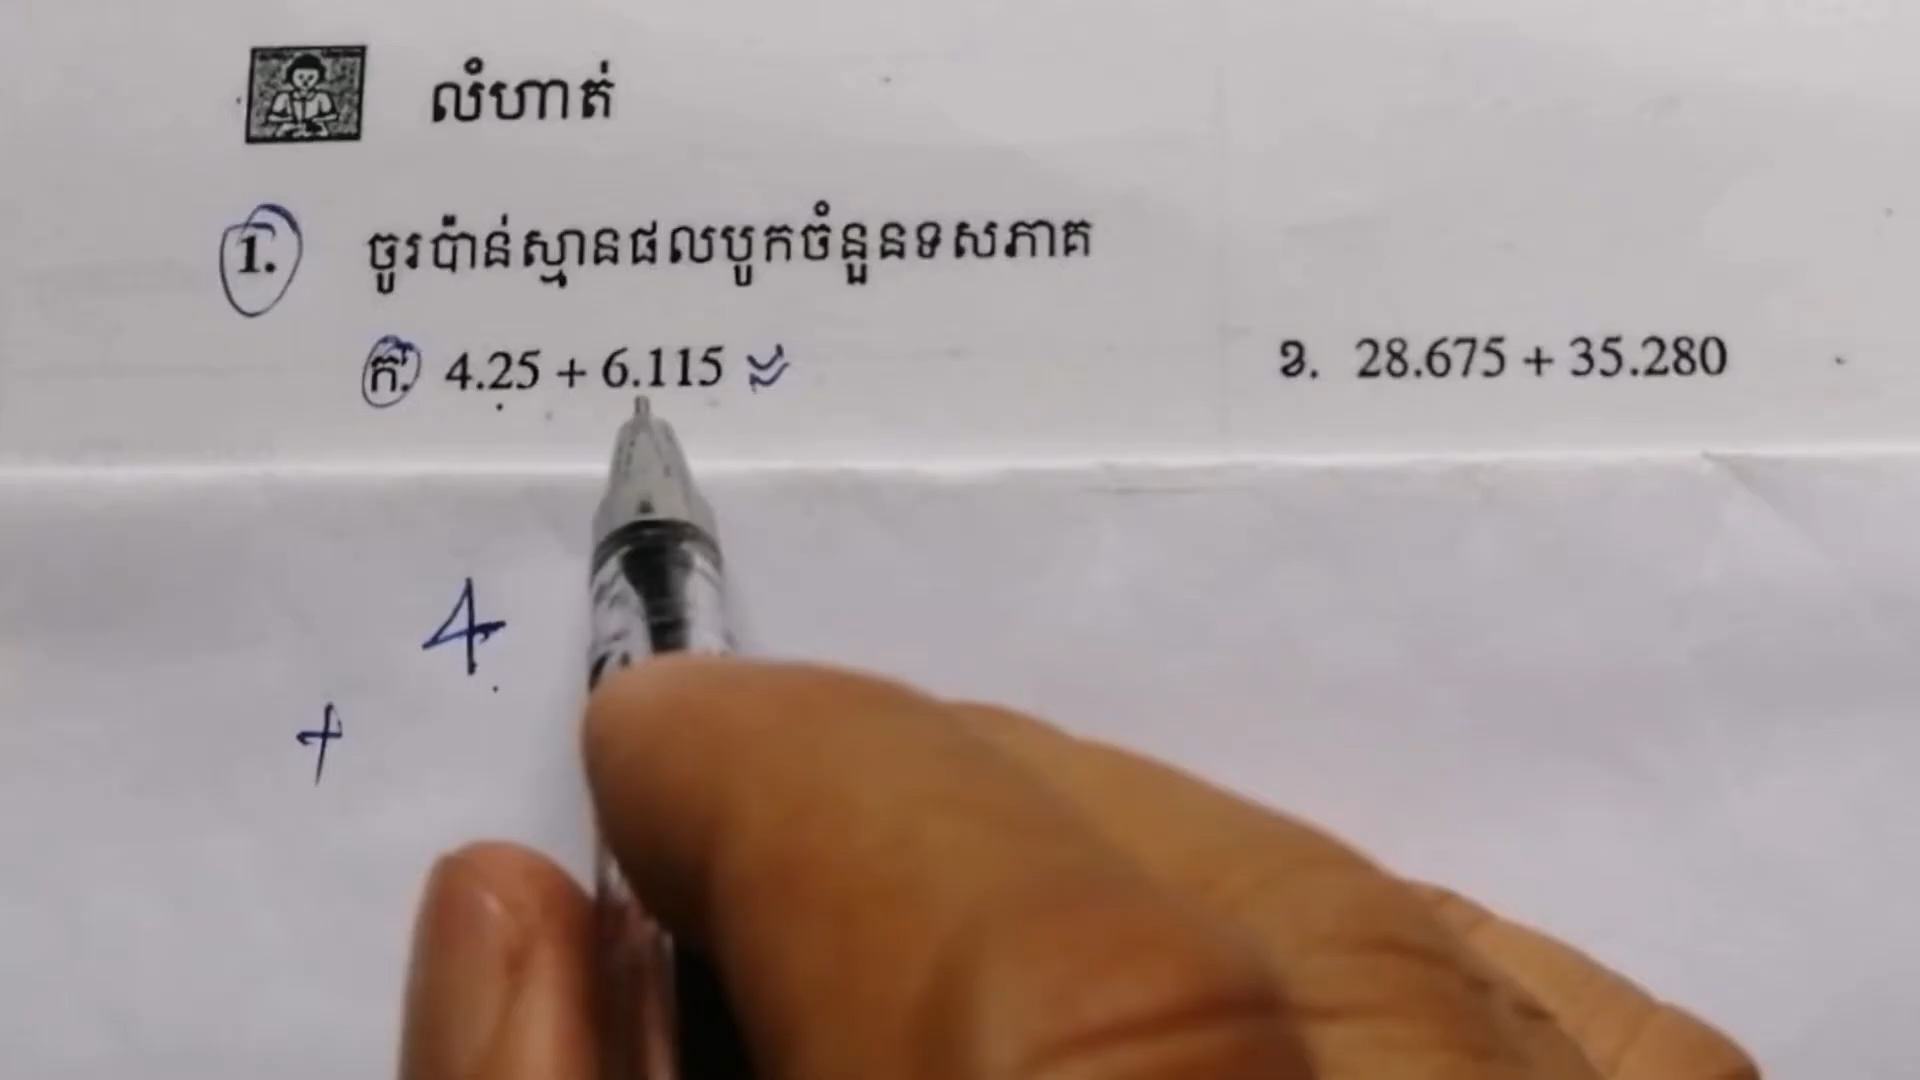 លំហាត់
1. ចូរប៉ាន់ស្មានផលបូកចំនួនទសភាគ
ក. 4.25 + 6.115 ≈
ខ. 28.675 + 35.280
4
+